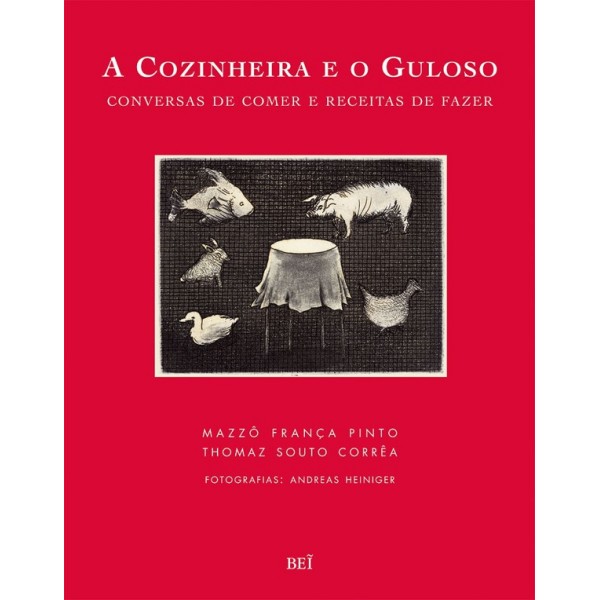 A COZINHEIRA E O GULOSO
CONVERSAS DE COMER E RECEITAS DE FAZER
MAZZÔ FRANÇA PINTO
THOMAZ SOUTO CORRÊA
FOTOGRAFIAS: ANDREAS HEINIGER
BEĨ